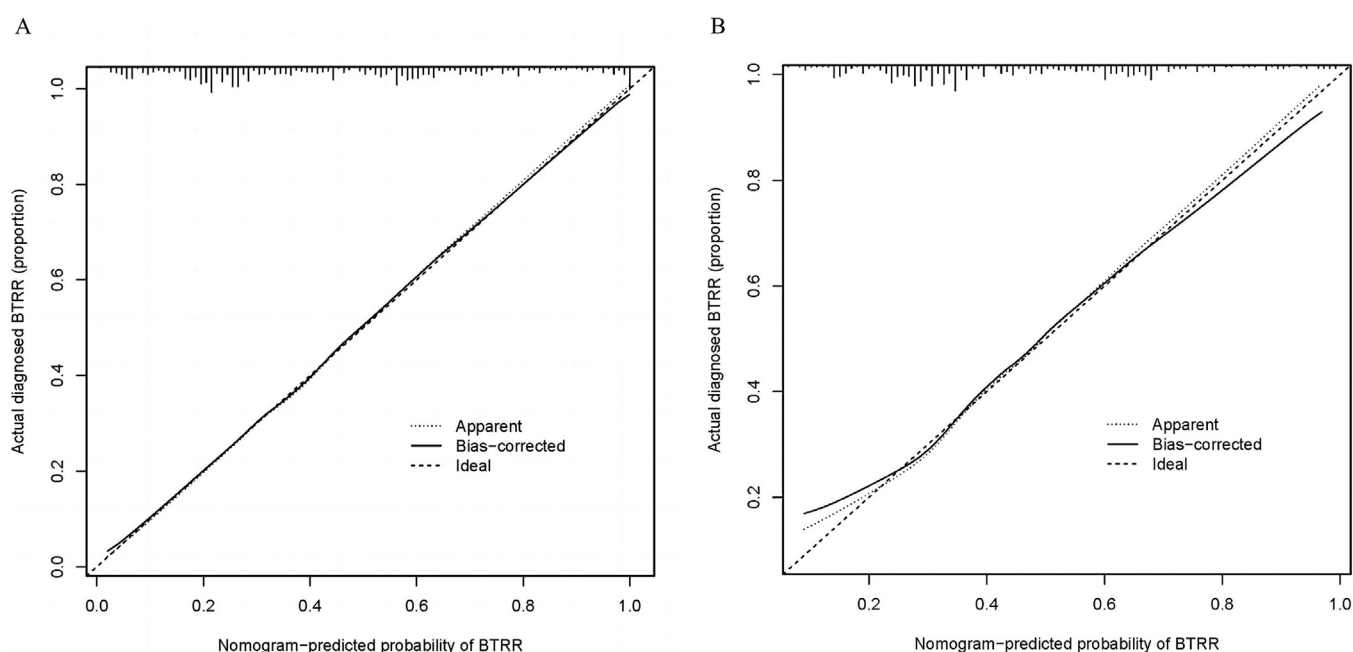 A
Actual diagnosed BTRR (proportion)
1.0
0.8
0.6
0.4
0.2
0.0
Apparent
Bias−corrected
Ideal
0.0 0.2 0.4 0.6 0.8 1.0
Nomogram−predicted probability of BTRR
B
Actual diagnosed BTRR (proportion)
1.0
0.8
0.6
0.4
0.2
Apparent
Bias−corrected
Ideal
0.2 0.4 0.6 0.8 1.0
Nomogram−predicted probability of BTRR